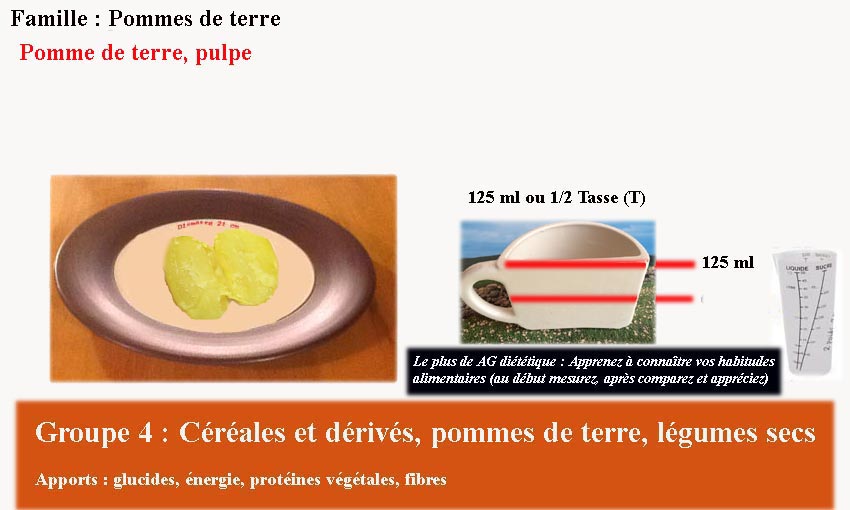 Famille : Pommes de terre
Pomme de terre, pulpe
Diamètre 21 cm
125 ml ou 1/2 Tasse (T)
125 ml
LIQUIDE SUCRE
Le plus de AG diététique : Apprenez à connaître vos habitudes
alimentaires (au début mesurez, après comparez et appréciez)
Groupe 4 : Céréales et dérivés, pommes de terre, légumes secs
Apports : glucides, énergie, protéines végétales, fibres